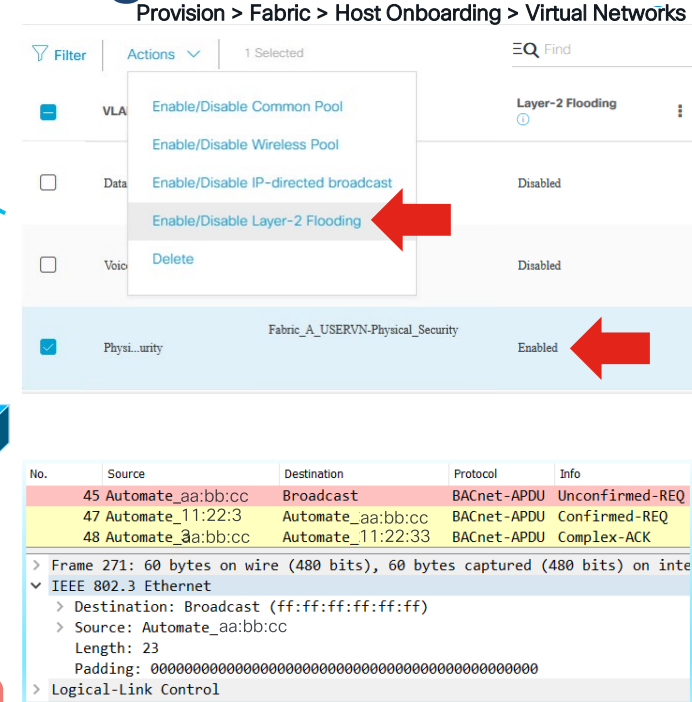 Provision > Fabric > Host Onboarding > Virtual Networks
Filter Actions 1 Selected Find
VLA Layer-2 Flooding
Enable/Disable Common Pool
Enable/Disable Wireless Pool
Data Enable/Disable IP-directed broadcast Disabled
Enable/Disable Layer-2 Flooding
Voice Delete Disabled
Fabric_A_USERVN-Physical_Security
Physi...urity Enabled
No. Source Destination Protocol Info
45 Automate_aa:bb:cc Broadcast BACnet-APDU Unconfirmed-REQ
47 Automate_11:22:3 Automate_aa:bb:cc BACnet-APDU Confirmed-REQ
48 Automate_aa:bb:cc Automate_11:22:33 BACnet-APDU Complex-ACK
> Frame 271: 60 bytes on wire (480 bits), 60 bytes captured (480 bits) on inte
IEEE 802.3 Ethernet
> Destination: Broadcast (ff:ff:ff:ff:ff:ff)
> Source: Automate_aa:bb:cc
Length: 23
Padding: 0000000000000000000000000000000000000000000000
> Logical-Link Control